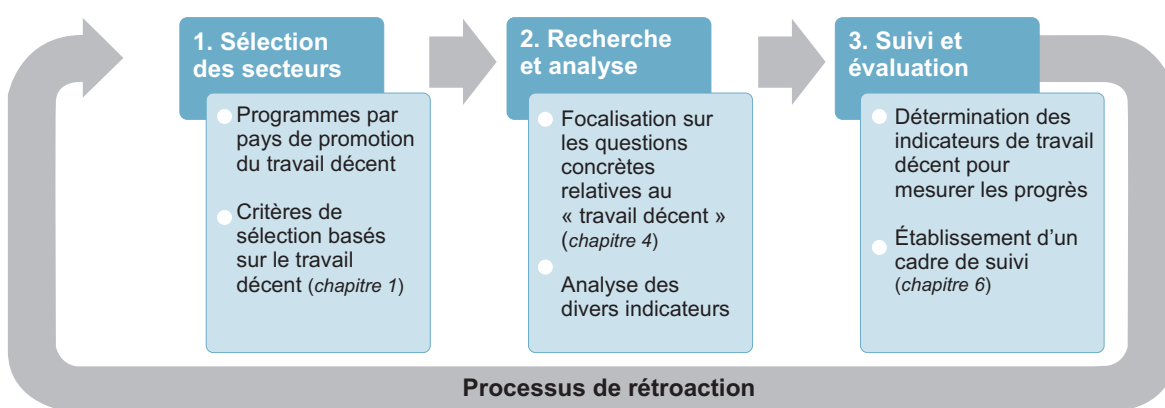 1. Sélection
des secteurs
Programmes par
pays de promotion
du travail décent
Critères de
sélection basés
sur le travail
décent (chapitre 1)
2. Recherche
et analyse
Focalisation sur
les questions
concrètes
relatives au
« travail décent »
(chapitre 4)
Analyse des
divers indicateurs
3. Suivi et
évaluation
Détermination des
indicateurs de travail
décent pour
mesurer les progrès
Établissement d’un
cadre de suivi
(chapitre 6)
Processus de rétroaction